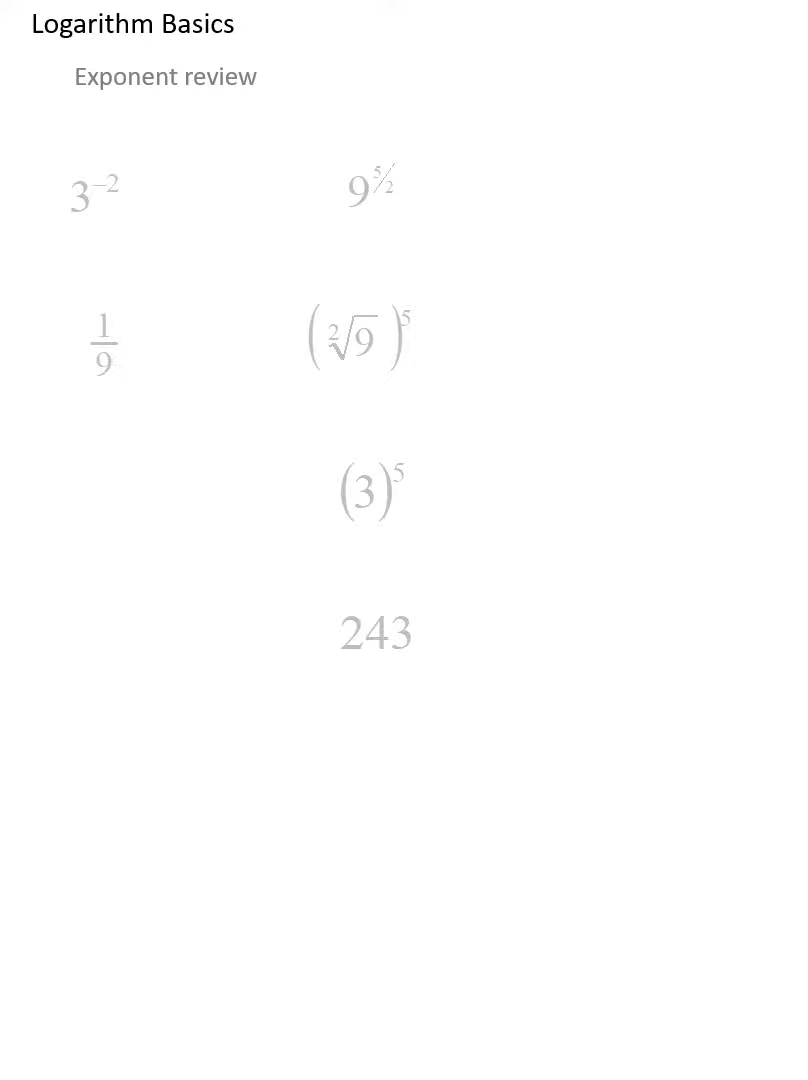 Logarithm Basics
Exponent review
3⁻² 9^{5/2}
1/9 (²√9)⁵
(3)⁵
243